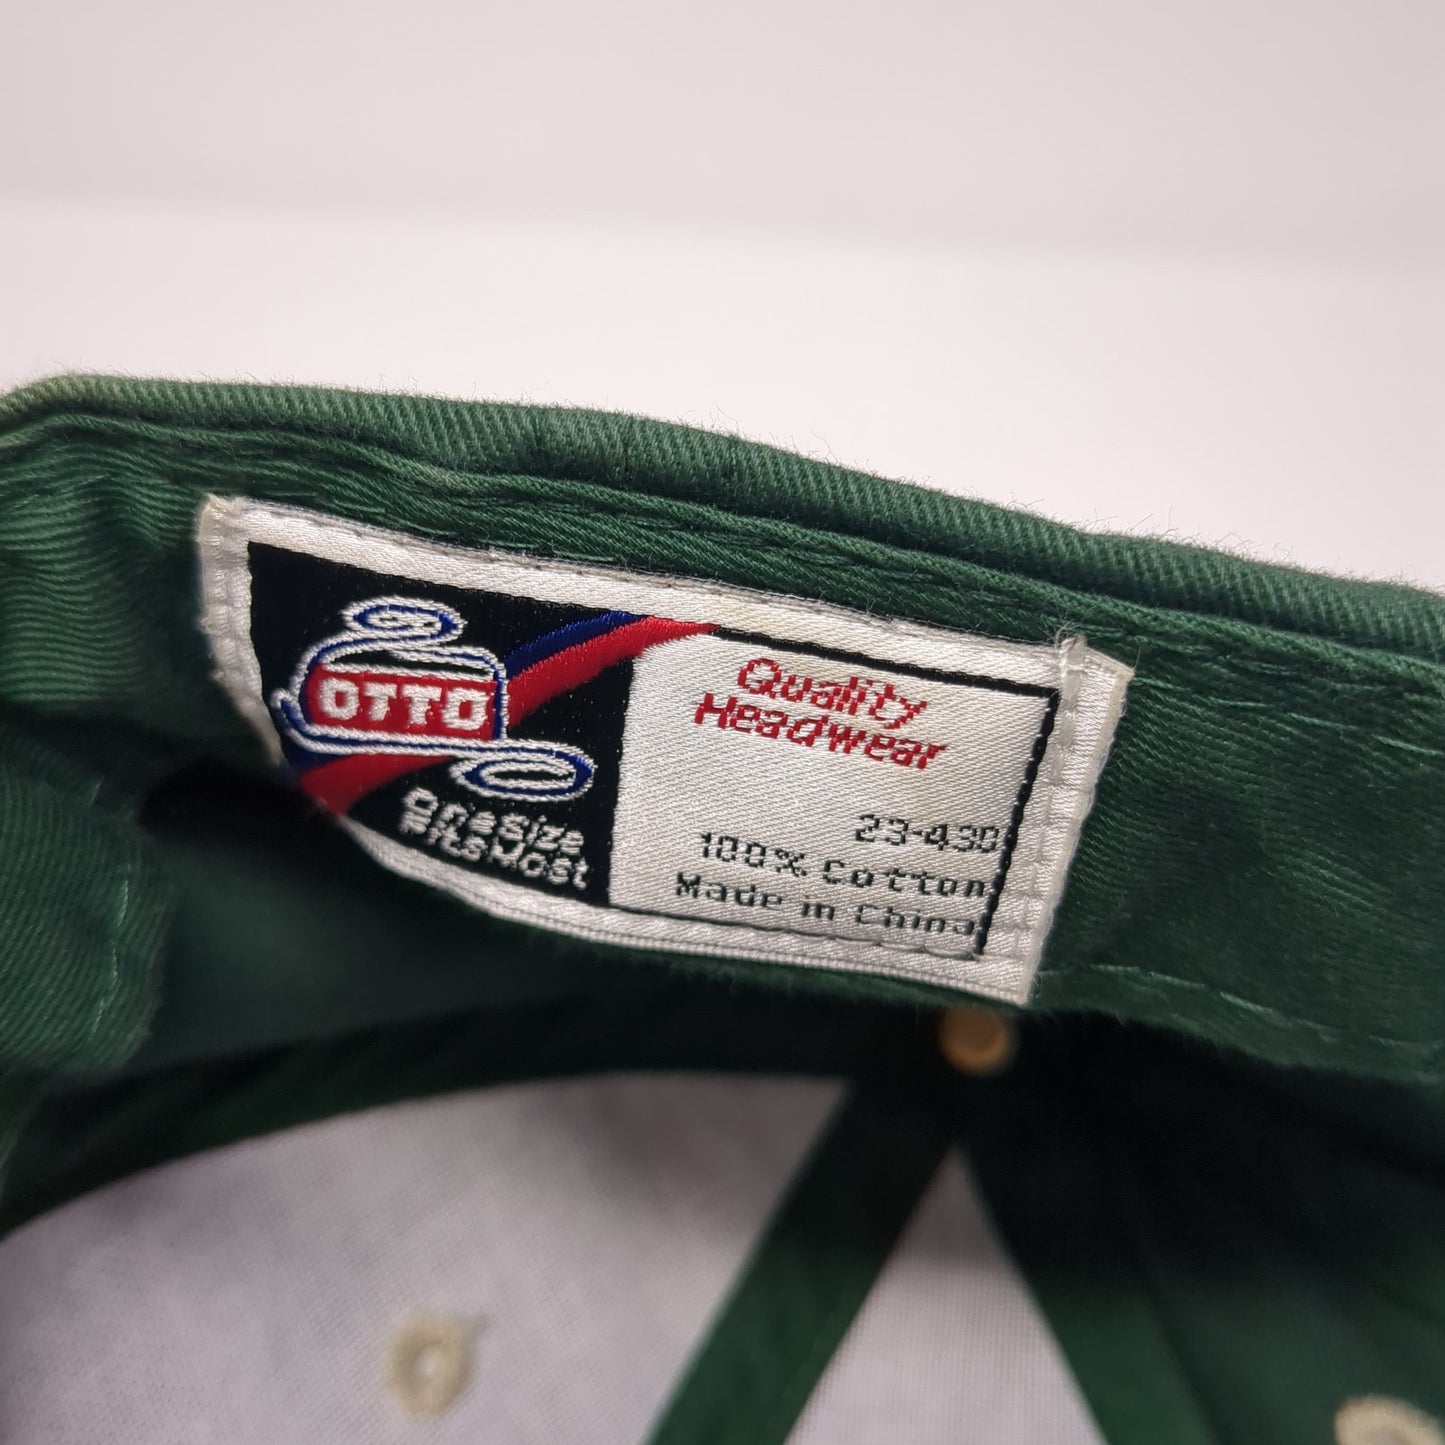 OTTO
One Size
Fits Most
Quality
Headwear
23-430
100% Cotton
Made in China